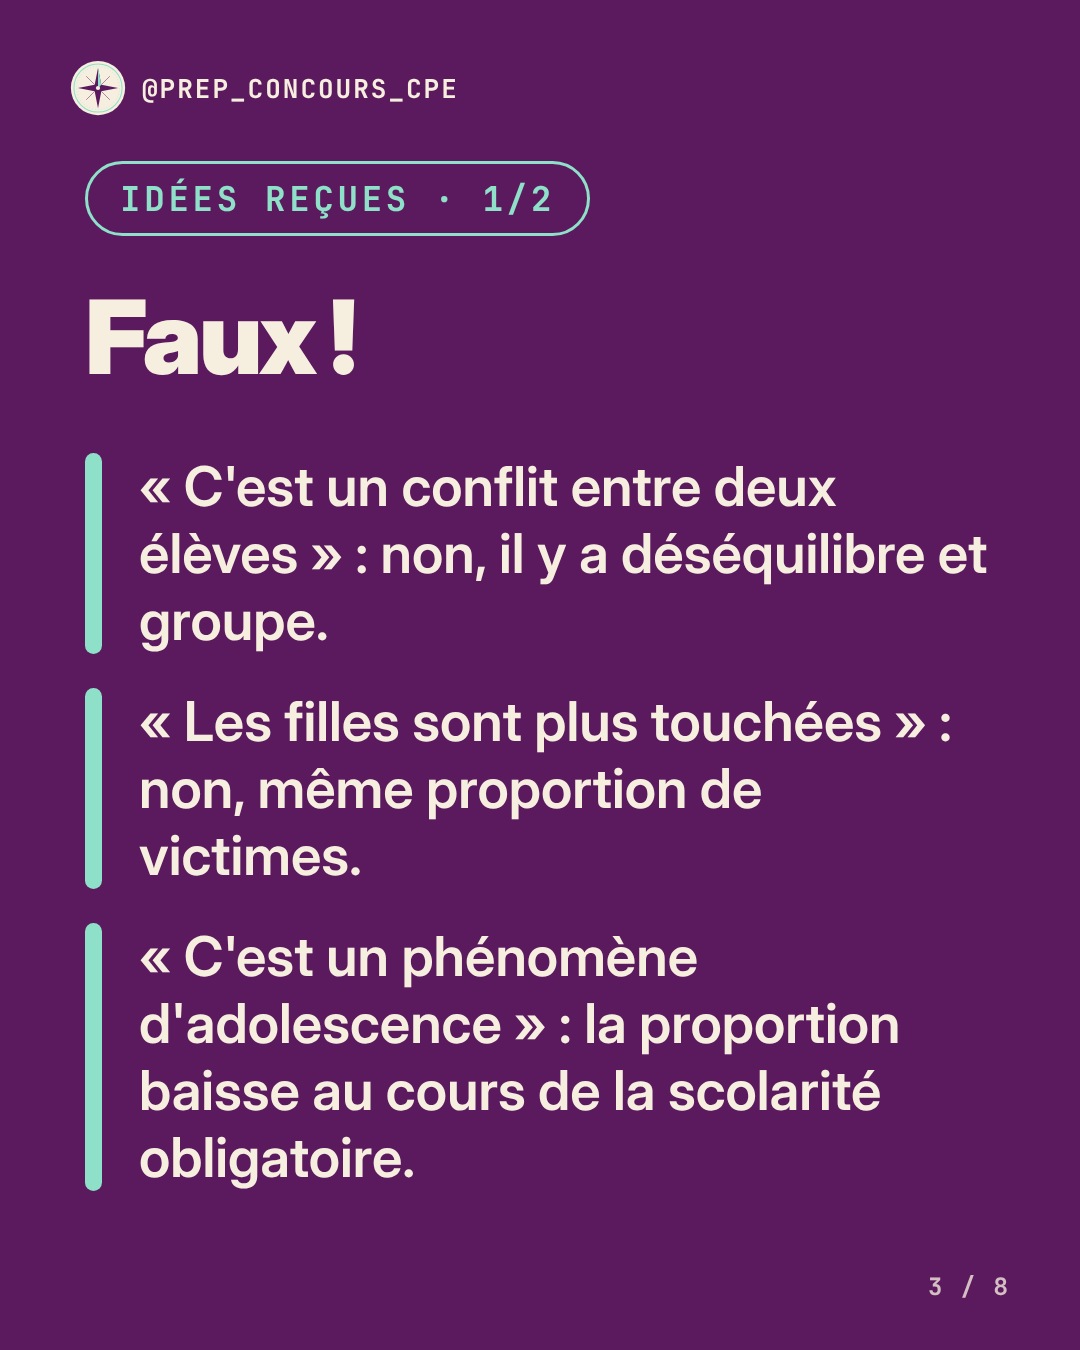 @PREP_CONCOURS_CPE
IDÉES REÇUES · 1/2
Faux !
« C'est un conflit entre deux
élèves » : non, il y a déséquilibre et
groupe.
« Les filles sont plus touchées » :
non, même proportion de
victimes.
« C'est un phénomène
d'adolescence » : la proportion
baisse au cours de la scolarité
obligatoire.
3 / 8